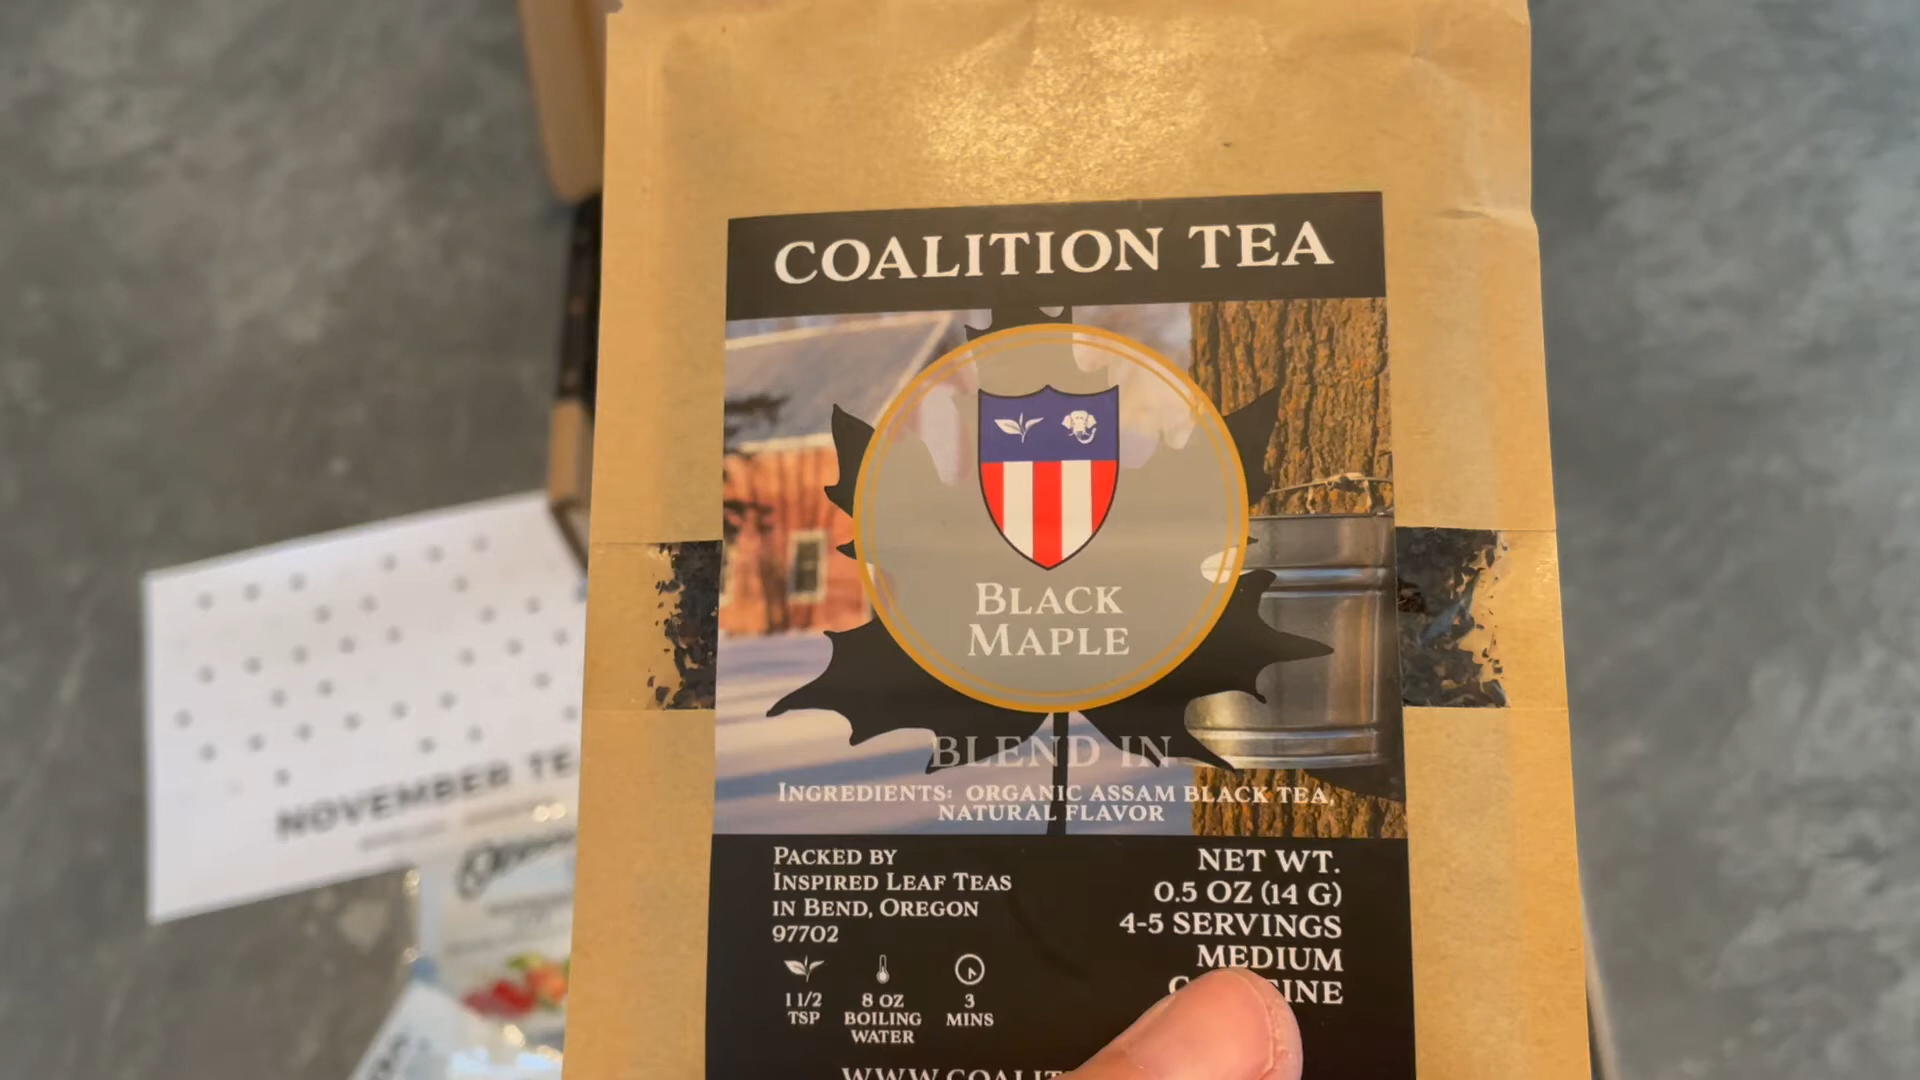 COALITION TEA
BLACK
MAPLE
BLEND IN
INGREDIENTS: ORGANIC ASSAM BLACK TEA,
NATURAL FLAVOR
PACKED BY
INSPIRED LEAF TEAS
IN BEND, OREGON
97702
1 1/2
TSP
8 OZ
BOILING
WATER
3
MINS
NET WT.
0.5 OZ (14 G)
4-5 SERVINGS
MEDIUM
NOVEMBER